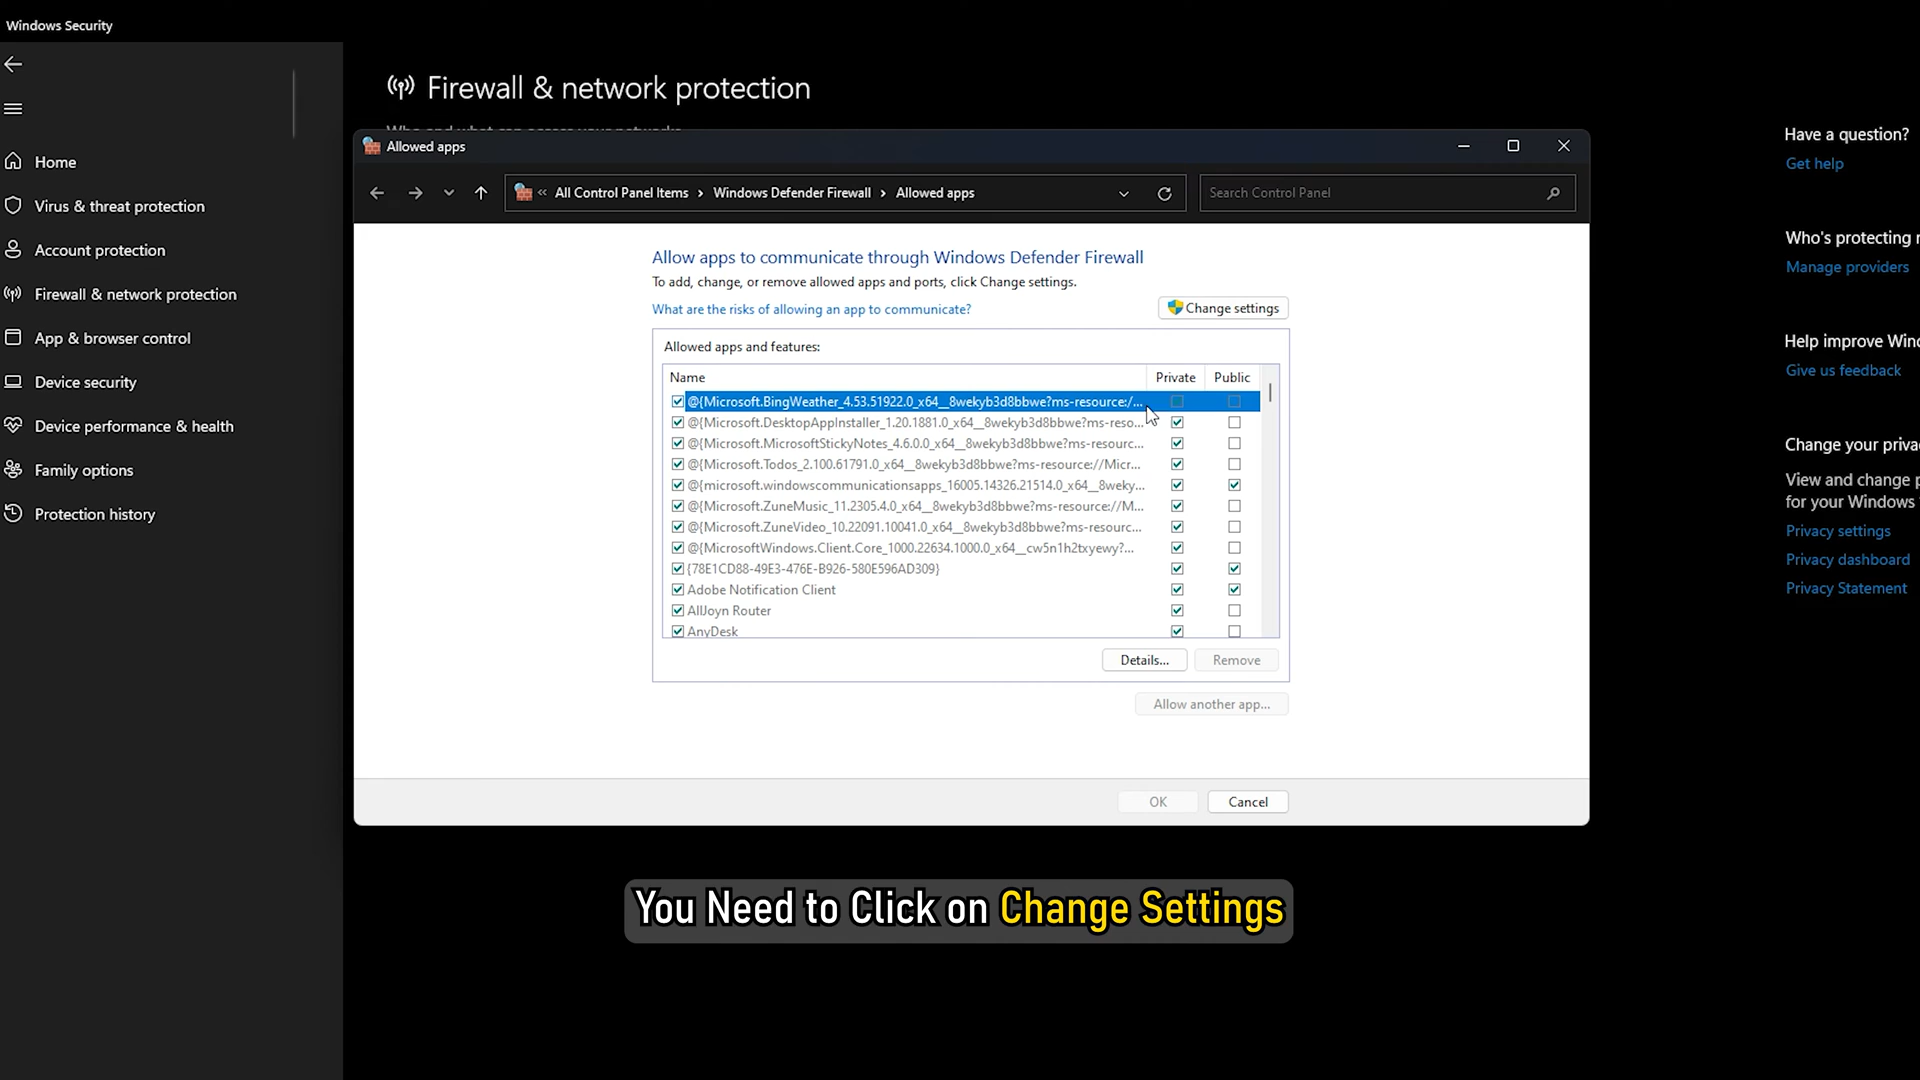 Windows Security
Home
Virus & threat protection
Account protection
Firewall & network protection
App & browser control
Device security
Device performance & health
Family options
Protection history
Firewall & network protection
Allowed apps
« All Control Panel Items › Windows Defender Firewall › Allowed apps
Search Control Panel
Allow apps to communicate through Windows Defender Firewall
To add, change, or remove allowed apps and ports, click Change settings.
What are the risks of allowing an app to communicate?
Change settings
Allowed apps and features:
Name Private Public
@{Microsoft.BingWeather_4.53.51922.0_x64__8wekyb3d8bbwe?ms-resource:/...
@{Microsoft.DesktopAppInstaller_1.20.1881.0_x64__8wekyb3d8bbwe?ms-reso...
@{Microsoft.MicrosoftStickyNotes_4.6.0.0_x64__8wekyb3d8bbwe?ms-resourc...
@{Microsoft.Todos_2.100.61791.0_x64__8wekyb3d8bbwe?ms-resource://Micr...
@{microsoft.windowscommunicationsapps_16005.14326.21514.0_x64__8weky...
@{Microsoft.ZuneMusic_11.2305.4.0_x64__8wekyb3d8bbwe?ms-resource://M...
@{Microsoft.ZuneVideo_10.22091.10041.0_x64__8wekyb3d8bbwe?ms-resourc...
@{MicrosoftWindows.Client.Core_1000.22634.1000.0_x64__cw5n1h2txyewy?...
{78E1CD88-49E3-476E-B926-580E596AD309}
Adobe Notification Client
AllJoyn Router
AnyDesk
Details...
Remove
Allow another app...
OK
Cancel
Have a question?
Get help
Who's protecting
Manage providers
Help improve Win
Give us feedback
Change your priva
View and change p
for your Windows
Privacy settings
Privacy dashboard
Privacy Statement
You Need to Click on Change Settings